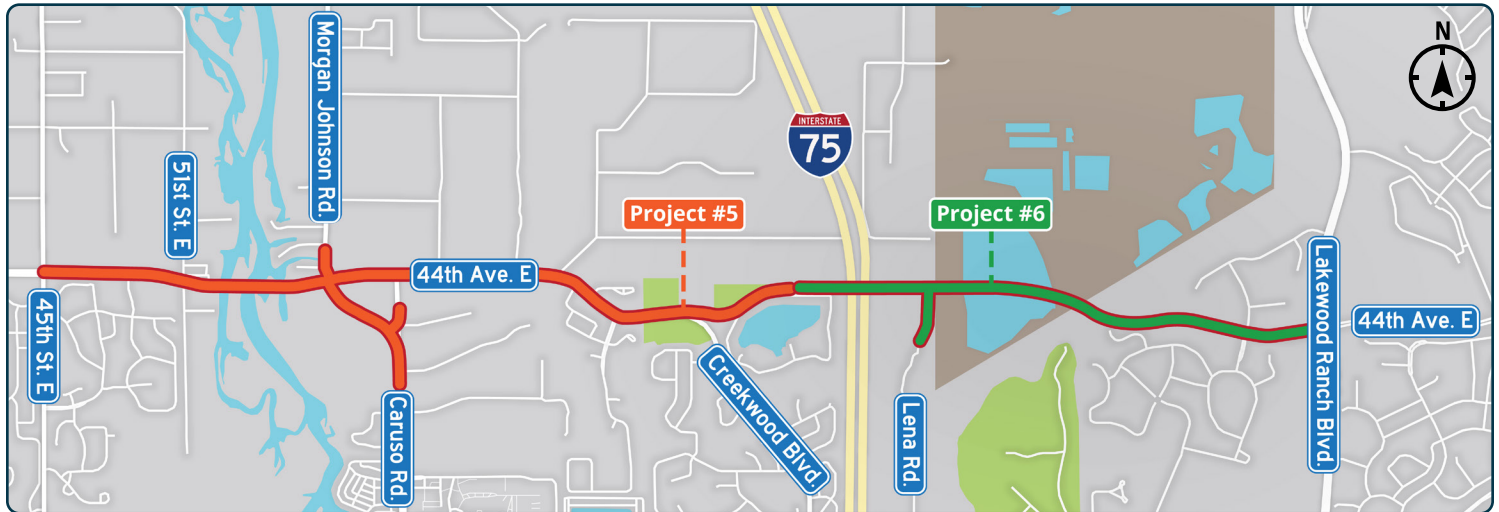 N
Morgan Johnson Rd.
INTERSTATE
75
51st St. E
Project #5
Project #6
44th Ave. E
45th St. E
Lakewood Ranch Blvd.
44th Ave. E
Creekwood Blvd.
Caruso Rd.
Lena Rd.